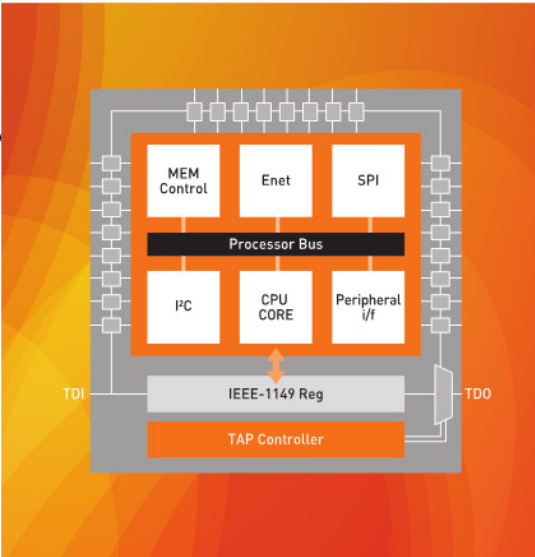 MEM
Control
Enet
SPI
Processor Bus
I²C
CPU
CORE
Peripheral
i/f
TDI
IEEE-1149 Reg
TDO
TAP Controller